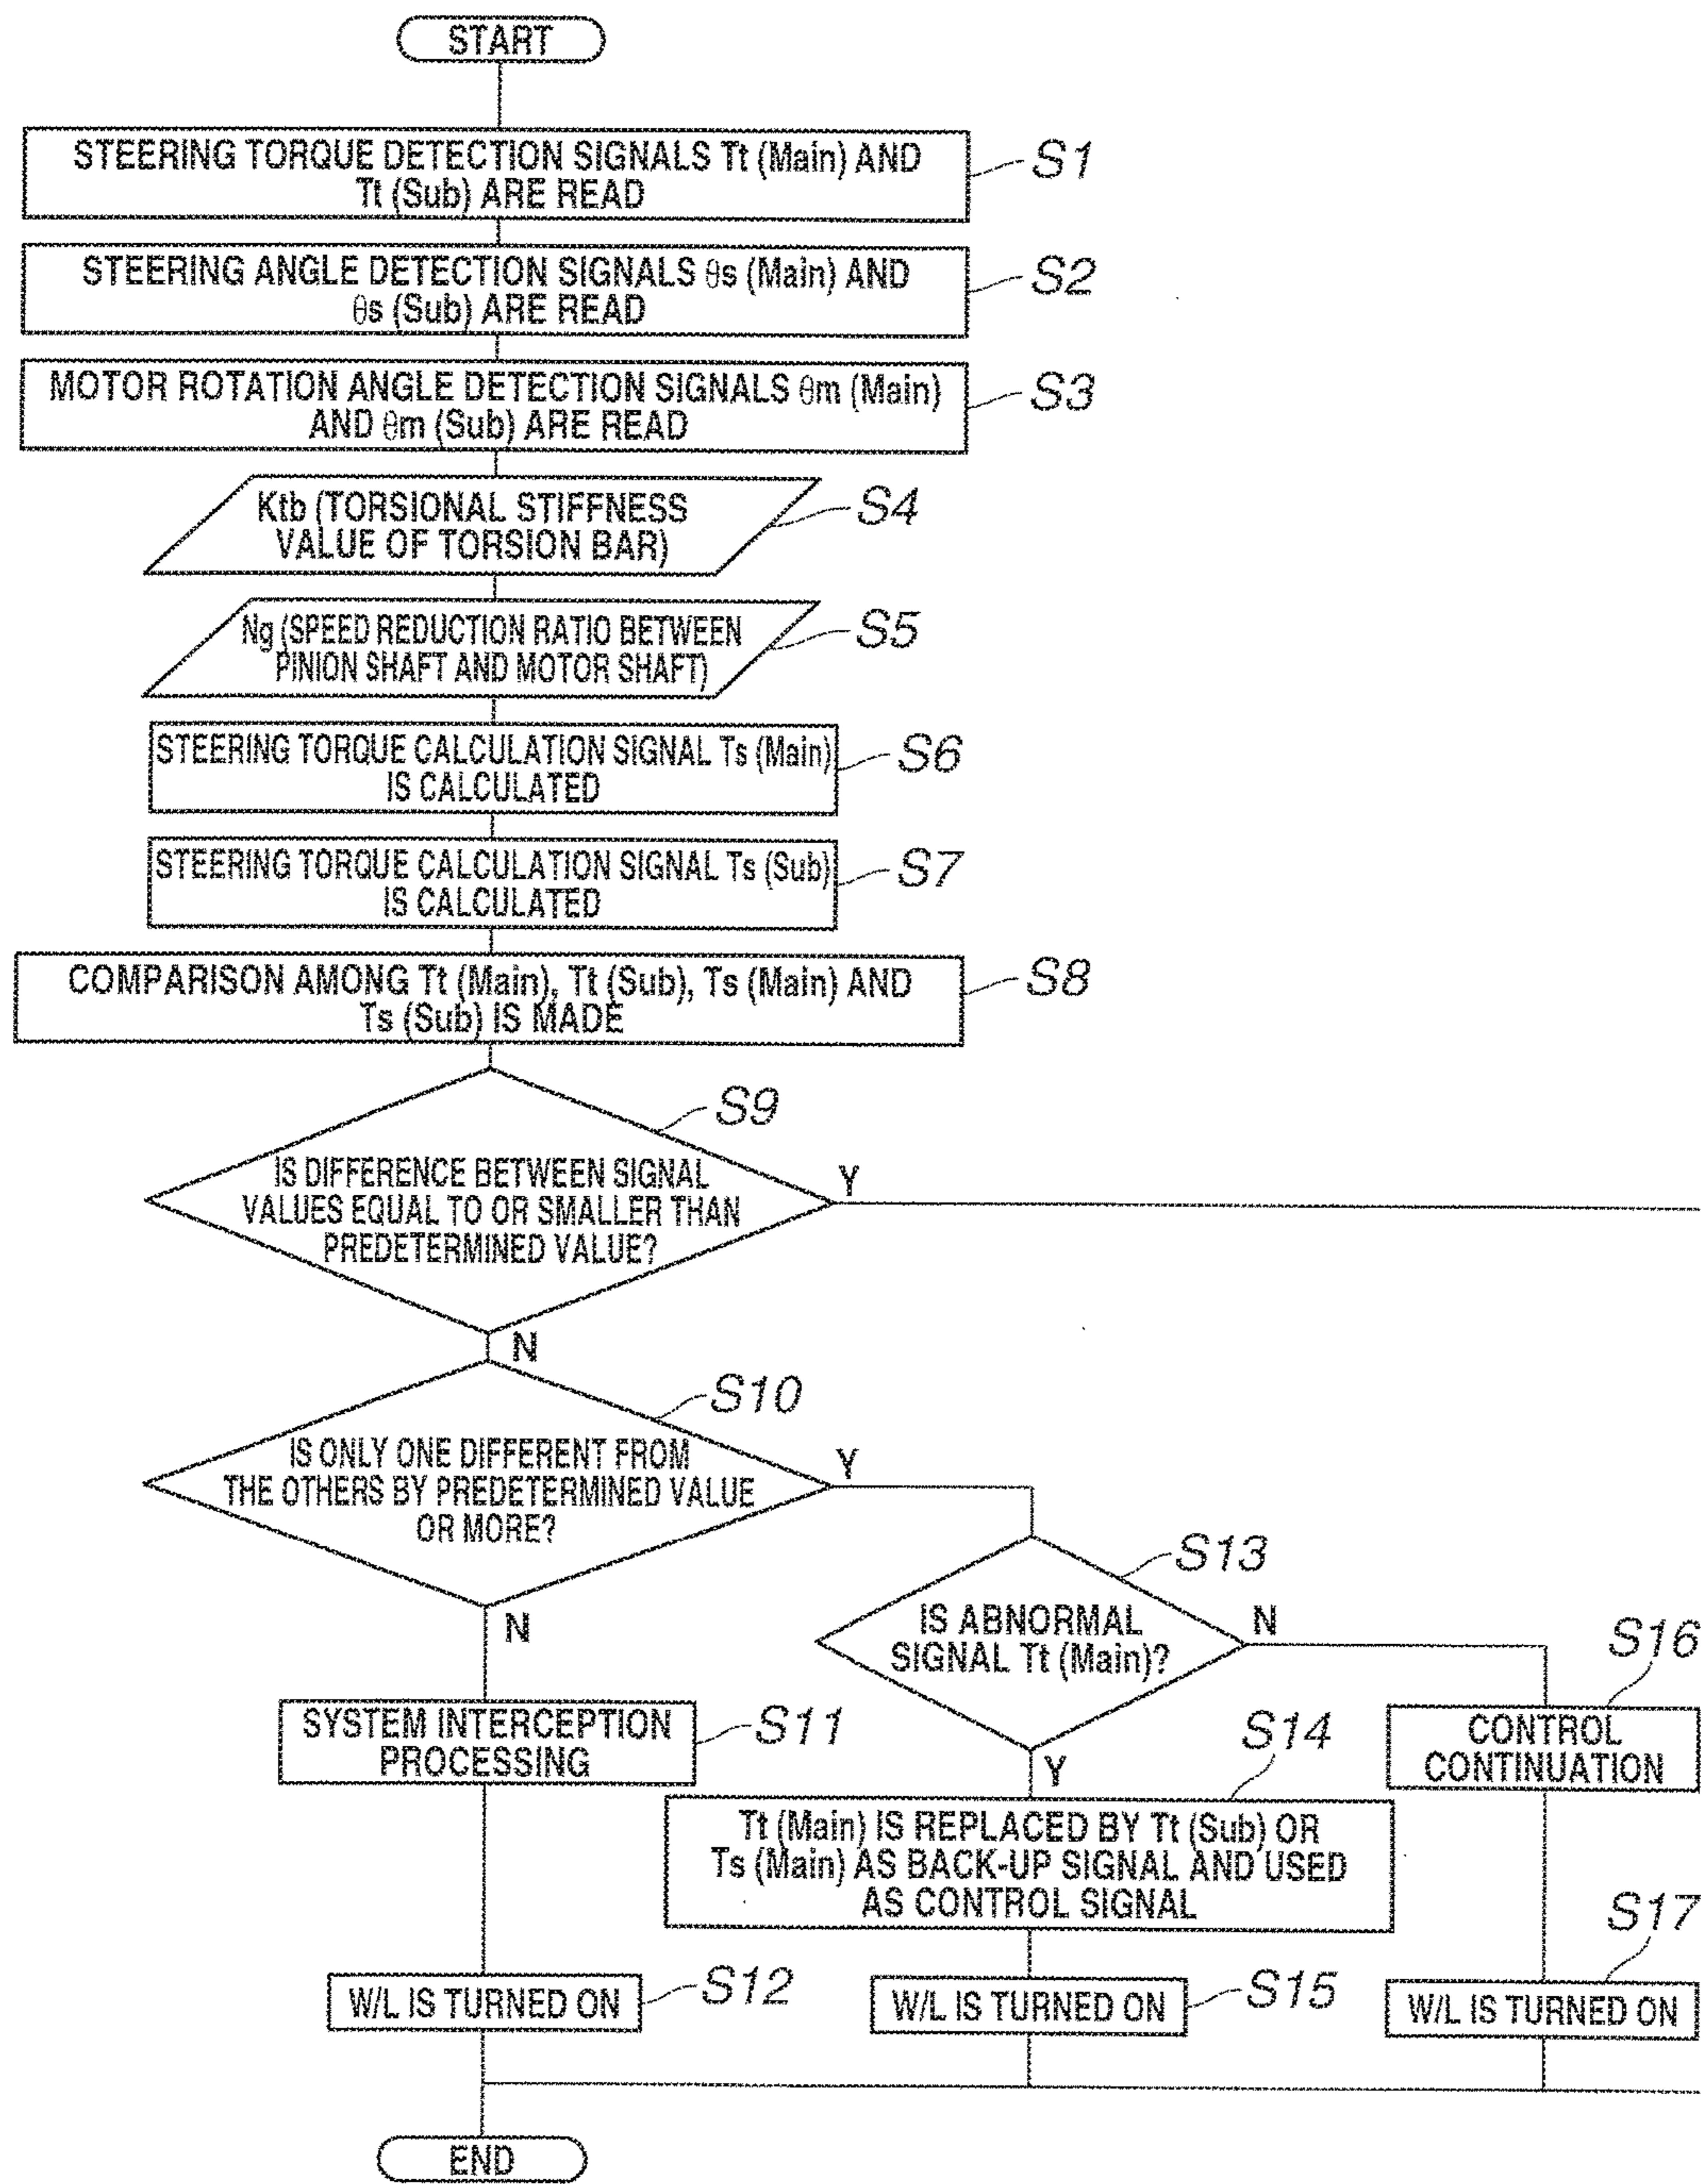 START
STEERING TORQUE DETECTION SIGNALS Tt (Main) AND
Tt (Sub) ARE READ
S1
STEERING ANGLE DETECTION SIGNALS θs (Main) AND
θs (Sub) ARE READ
S2
MOTOR ROTATION ANGLE DETECTION SIGNALS θm (Main)
AND θm (Sub) ARE READ
S3
Ktb (TORSIONAL STIFFNESS
VALUE OF TORSION BAR)
S4
Ng (SPEED REDUCTION RATIO BETWEEN
PINION SHAFT AND MOTOR SHAFT)
S5
STEERING TORQUE CALCULATION SIGNAL Ts (Main)
IS CALCULATED
S6
STEERING TORQUE CALCULATION SIGNAL Ts (Sub)
IS CALCULATED
S7
COMPARISON AMONG Tt (Main), Tt (Sub), Ts (Main) AND
Ts (Sub) IS MADE
S8
S9
IS DIFFERENCE BETWEEN SIGNAL
VALUES EQUAL TO OR SMALLER THAN
PREDETERMINED VALUE?
Y
N
S10
IS ONLY ONE DIFFERENT FROM
THE OTHERS BY PREDETERMINED VALUE
OR MORE?
Y
N
S13
IS ABNORMAL
SIGNAL Tt (Main)?
N
Y
S16
CONTROL
CONTINUATION
SYSTEM INTERCEPTION
PROCESSING
S11
S14
Tt (Main) IS REPLACED BY Tt (Sub) OR
Ts (Main) AS BACK-UP SIGNAL AND USED
AS CONTROL SIGNAL
S17
W/L IS TURNED ON
S12
W/L IS TURNED ON
S15
W/L IS TURNED ON
END